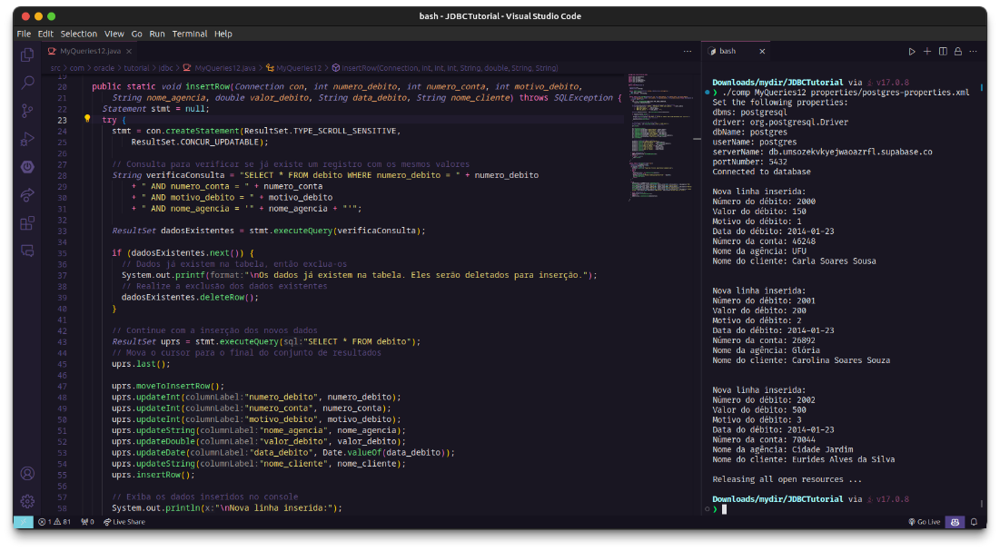 bash - JDBCTutorial - Visual Studio Code
File Edit Selection View Go Run Terminal Help
MyQueries12.java
src > com > oracle > tutorial > jdbc > MyQueries12.java > MyQueries12 > insertRow(Connection, int, int, int, String, double, String, String)
19
20 public static void insertRow(Connection con, int numero_debito, int numero_conta, int motivo_debito,
21 String nome_agencia, double valor_debito, String data_debito, String nome_cliente) throws SQLException {
22 Statement stmt = null;
23 try {
24 stmt = con.createStatement(ResultSet.TYPE_SCROLL_SENSITIVE,
25 ResultSet.CONCUR_UPDATABLE);
26
27 // Consulta para verificar se já existe um registro com os mesmos valores
28 String verificaConsulta = "SELECT * FROM debito WHERE numero_debito = " + numero_debito
29 + " AND numero_conta = " + numero_conta
30 + " AND motivo_debito = " + motivo_debito
31 + " AND nome_agencia = '" + nome_agencia + "'";
32
33 ResultSet dadosExistentes = stmt.executeQuery(verificaConsulta);
34
35 if (dadosExistentes.next()) {
36 // Dados já existem na tabela, então exclua-os
37 System.out.printf(format:"\nOs dados já existem na tabela. Eles serão deletados para inserção.");
38 // Realize a exclusão dos dados existentes
39 dadosExistentes.deleteRow();
40 }
41
42 // Continue com a inserção dos novos dados
43 ResultSet uprs = stmt.executeQuery(sql:"SELECT * FROM debito");
44 // Mova o cursor para o final do conjunto de resultados
45 uprs.last();
46
47 uprs.moveToInsertRow();
48 uprs.updateInt(columnLabel:"numero_debito", numero_debito);
49 uprs.updateInt(columnLabel:"numero_conta", numero_conta);
50 uprs.updateInt(columnLabel:"motivo_debito", motivo_debito);
51 uprs.updateString(columnLabel:"nome_agencia", nome_agencia);
52 uprs.updateDouble(columnLabel:"valor_debito", valor_debito);
53 uprs.updateDate(columnLabel:"data_debito", Date.valueOf(data_debito));
54 uprs.updateString(columnLabel:"nome_cliente", nome_cliente);
55 uprs.insertRow();
56
57 // Exiba os dados inseridos no console
58 System.out.println(x:"\nNova linha inserida:");
bash
Downloads/mydir/JDBCTutorial via v17.0.8
❯ ./comp MyQueries12 properties/postgres-properties.xml
Set the following properties:
dbms: postgresql
driver: org.postgresql.Driver
dbName: postgres
userName: postgres
serverName: db.umsozekvkyejwaoazrfl.supabase.co
portNumber: 5432
Connected to database
Nova linha inserida:
Número do débito: 2000
Valor do débito: 150
Motivo do débito: 1
Data do débito: 2014-01-23
Número da conta: 46248
Nome da agência: UFU
Nome do cliente: Carla Soares Sousa
Nova linha inserida:
Número do débito: 2001
Valor do débito: 200
Motivo do débito: 2
Data do débito: 2014-01-23
Número da conta: 26892
Nome da agência: Glória
Nome do cliente: Carolina Soares Souza
Nova linha inserida:
Número do débito: 2002
Valor do débito: 500
Motivo do débito: 3
Data do débito: 2014-01-23
Número da conta: 70044
Nome da agência: Cidade Jardim
Nome do cliente: Eurides Alves da Silva
Releasing all open resources ...
Downloads/mydir/JDBCTutorial via v17.0.8
❯
1 81 0 Live Share Go Live